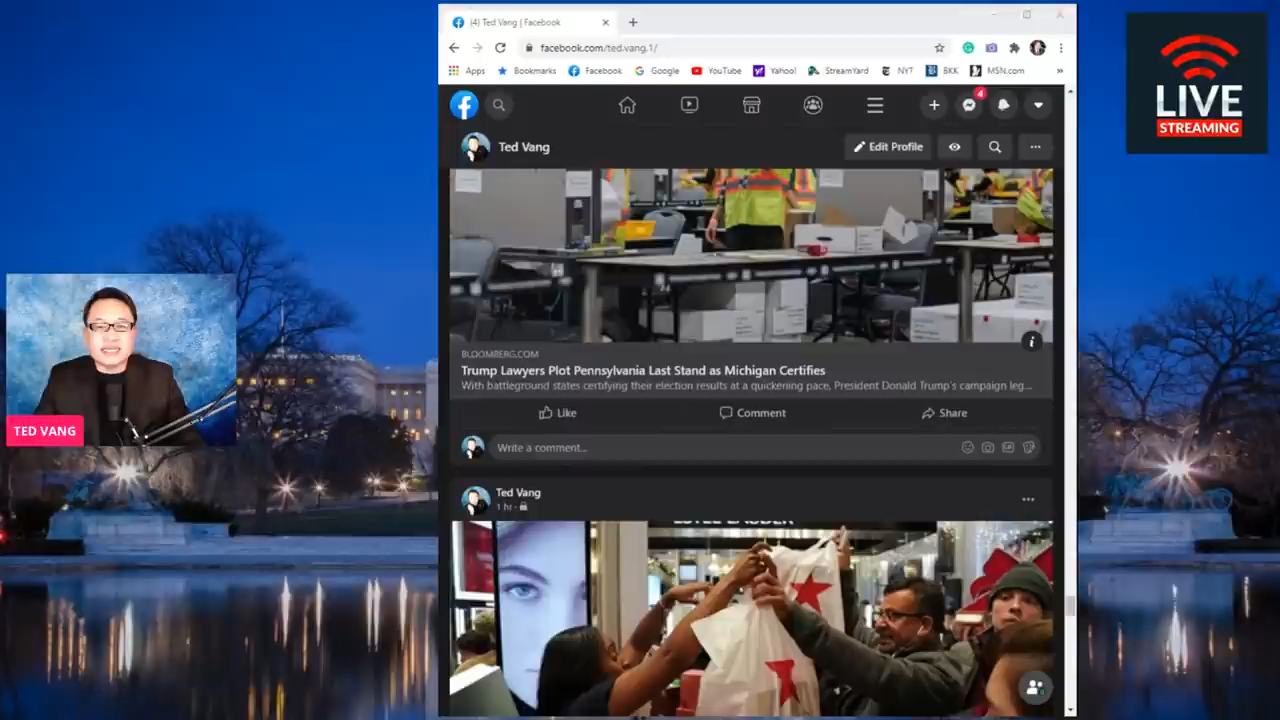 (4) Ted Vang | Facebook
facebook.com/ted.vang.1/
Apps Bookmarks Facebook Google YouTube Yahoo! StreamYard NYT BKK MSN.com »
4
Ted Vang
Edit Profile
BLOOMBERG.COM
Trump Lawyers Plot Pennsylvania Last Stand as Michigan Certifies
With battleground states certifying their election results at a quickening pace, President Donald Trump's campaign leg...
Like Comment Share
Write a comment...
Ted Vang
1 hr
ESTEE LAUDER
TED VANG
LIVE
STREAMING